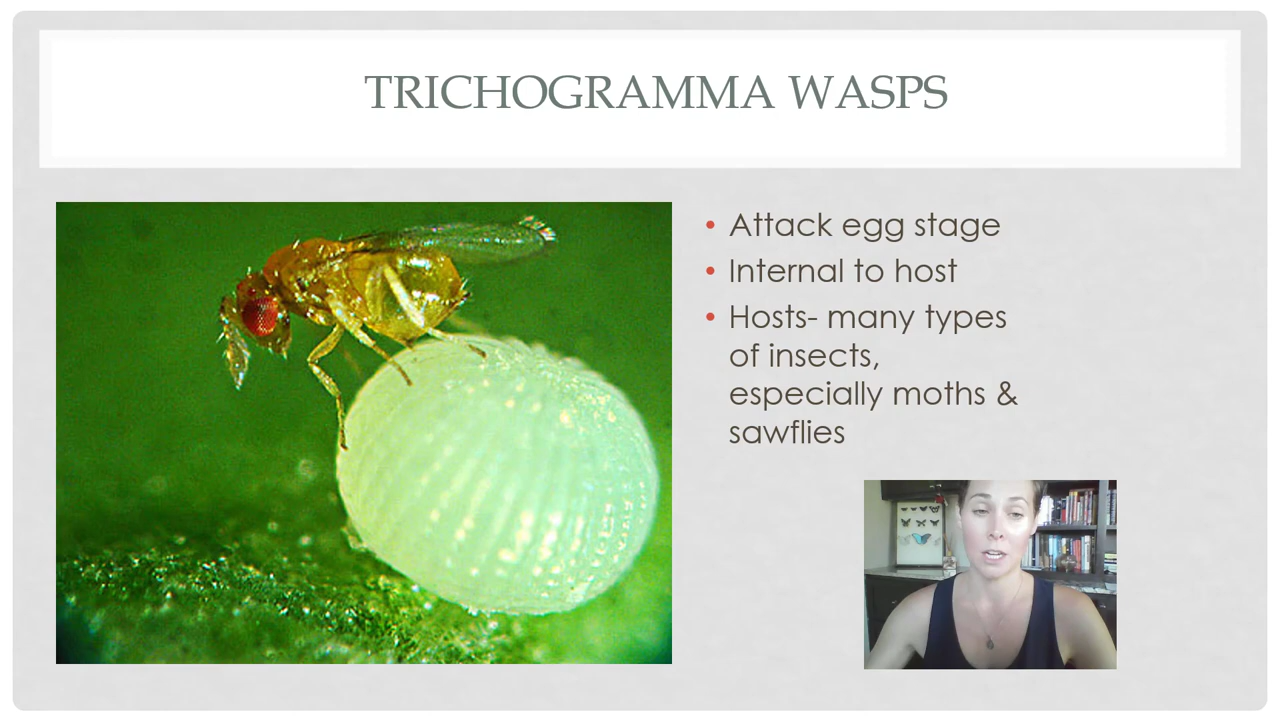 TRICHOGRAMMA WASPS
• Attack egg stage
• Internal to host
• Hosts- many types
of insects,
especially moths &
sawflies